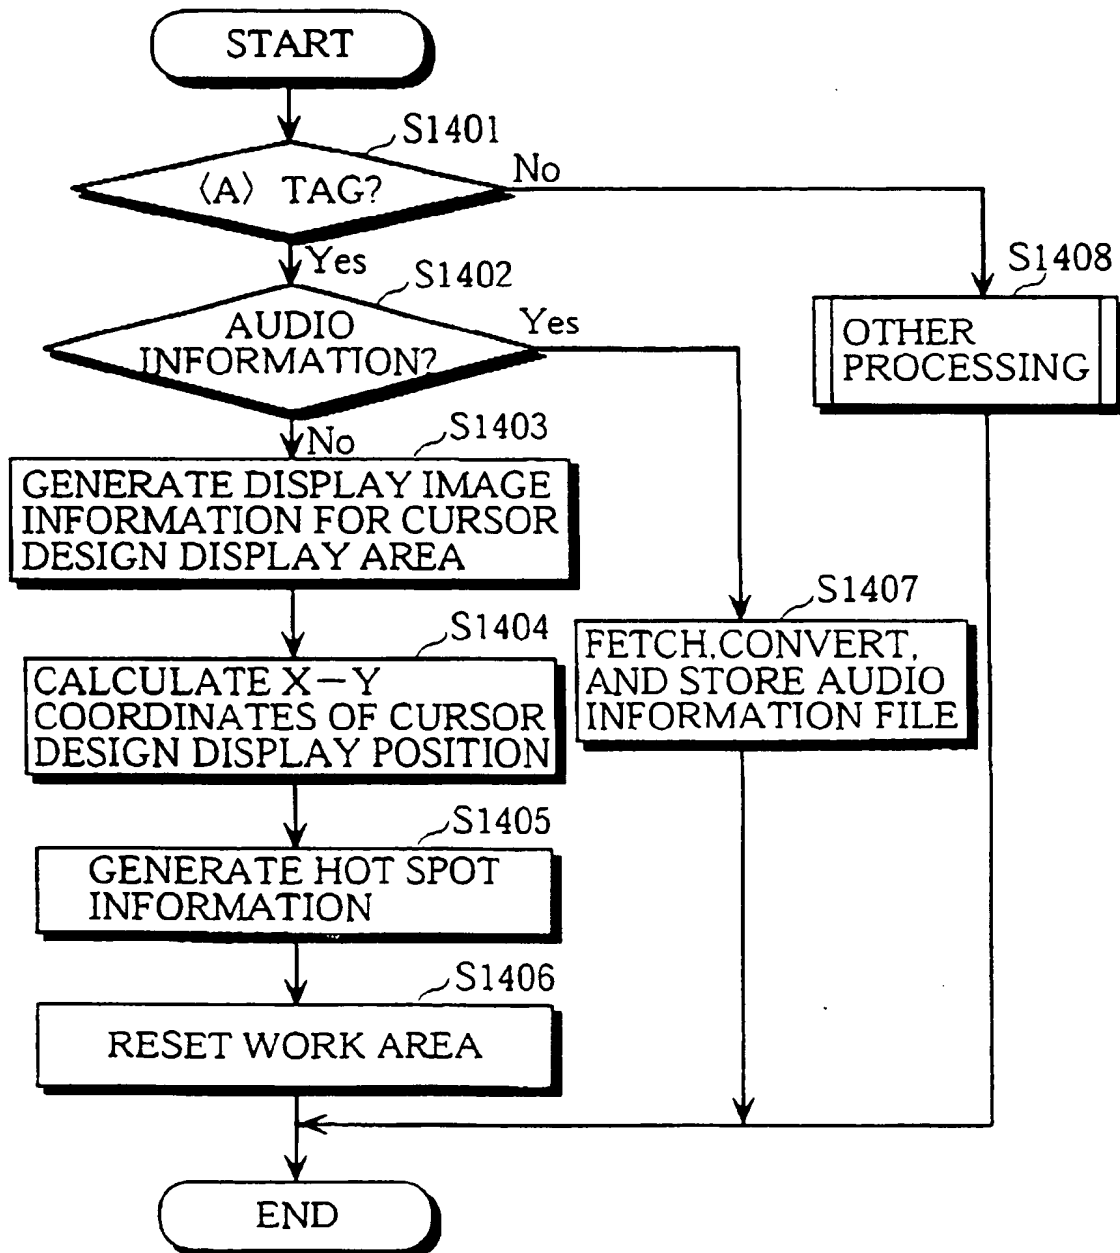 START
S1401
⟨A⟩ TAG?
No
Yes
S1402
AUDIO
INFORMATION?
Yes
S1408
OTHER
PROCESSING
No
S1403
GENERATE DISPLAY IMAGE
INFORMATION FOR CURSOR
DESIGN DISPLAY AREA
S1404
CALCULATE X-Y
COORDINATES OF CURSOR
DESIGN DISPLAY POSITION
S1407
FETCH,CONVERT,
AND STORE AUDIO
INFORMATION FILE
S1405
GENERATE HOT SPOT
INFORMATION
S1406
RESET WORK AREA
END